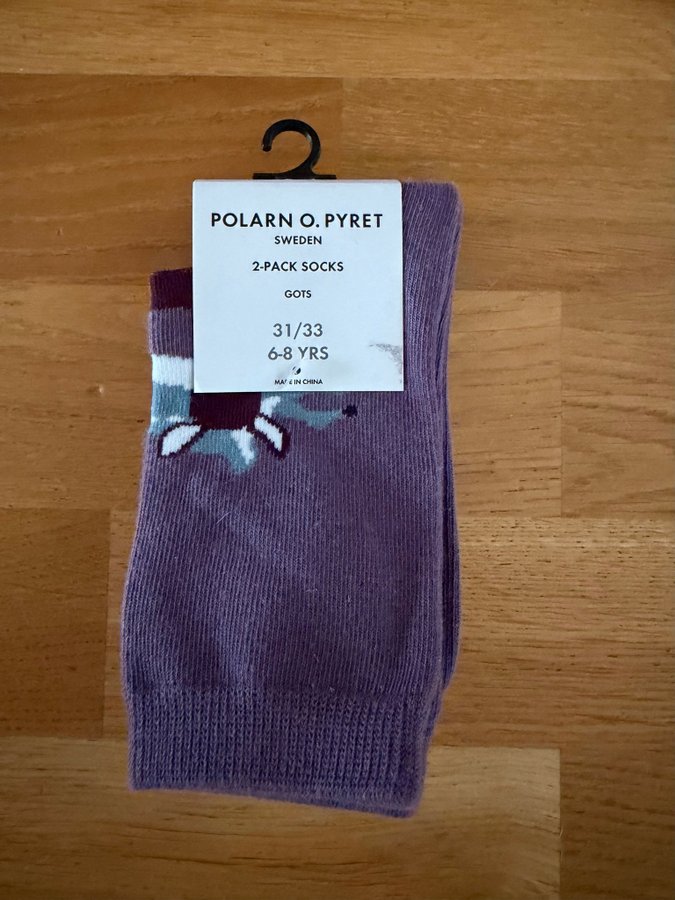 POLARN O. PYRET
SWEDEN
2-PACK SOCKS
GOTS
31/33
6-8 YRS
MADE IN CHINA